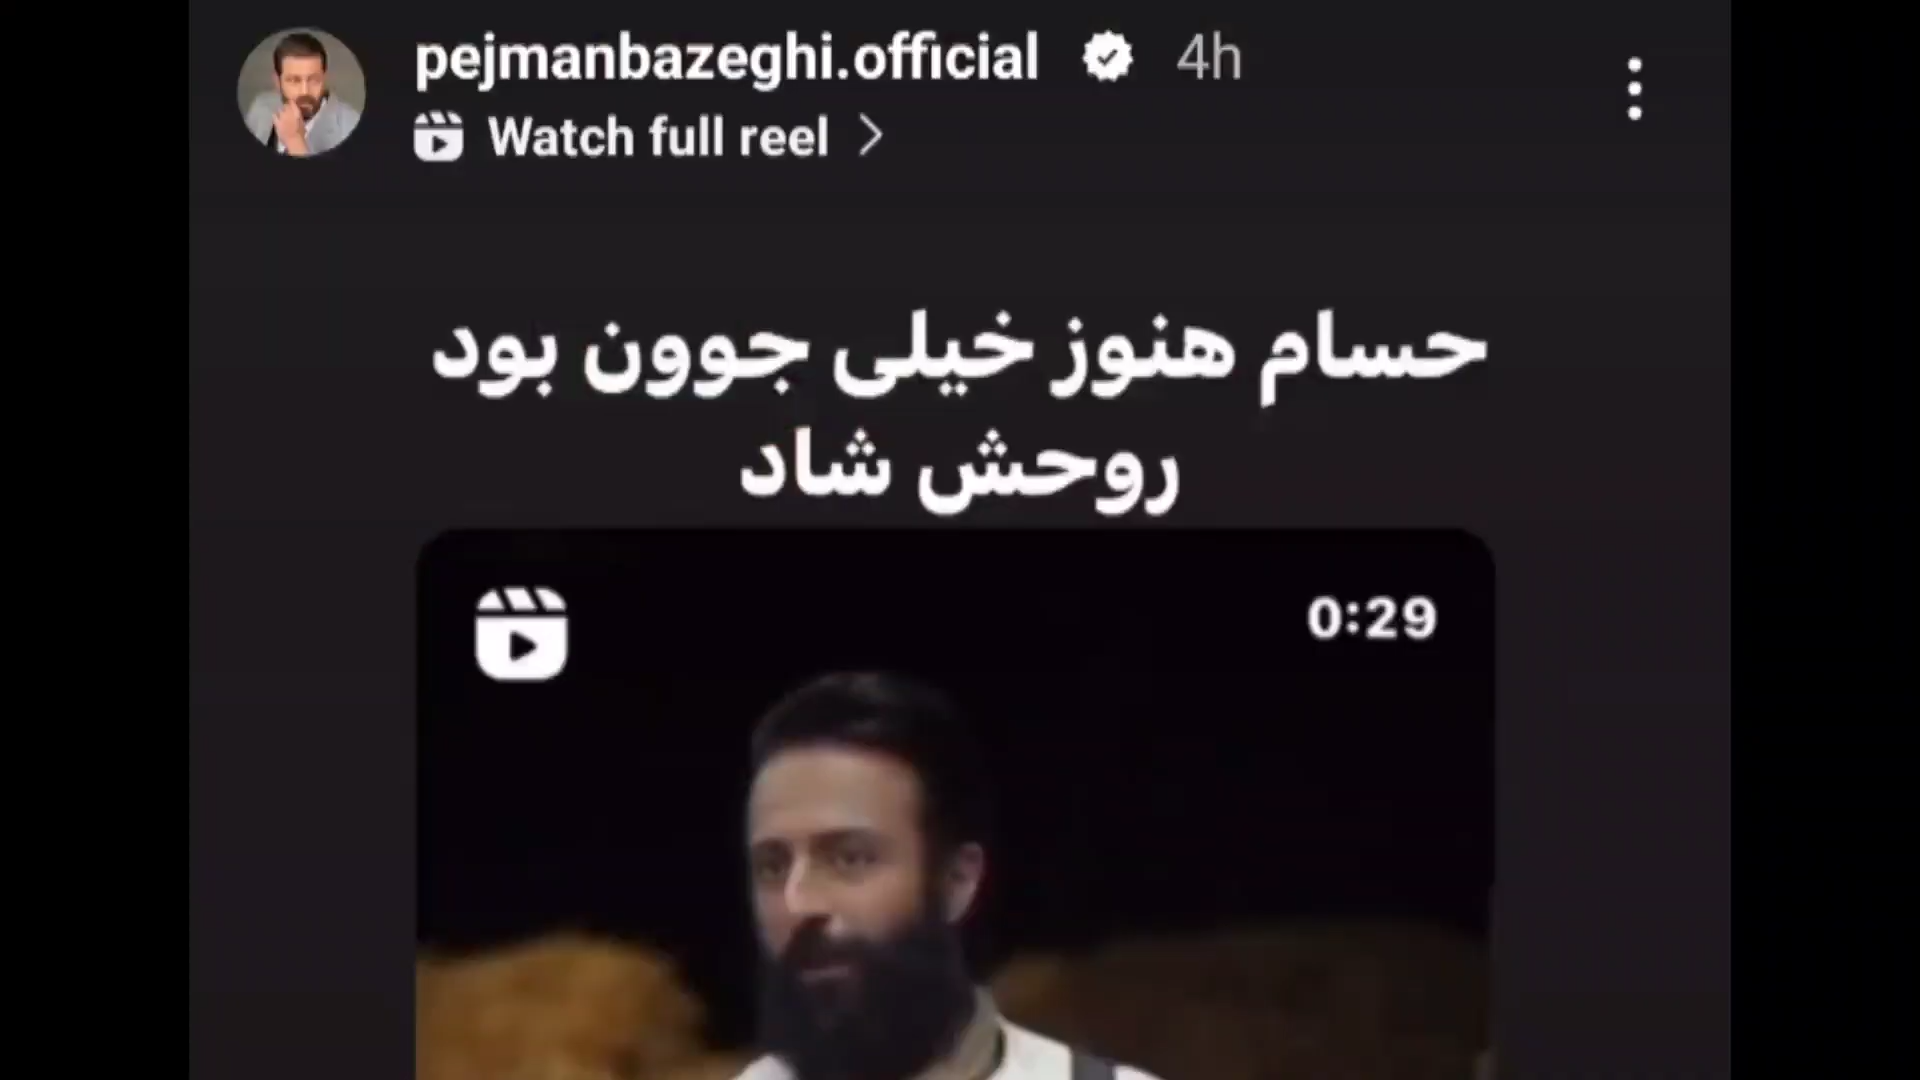 pejmanbazeghi.official 4h
Watch full reel
حسام هنوز خیلی جوون بود
روحش شاد
0:29